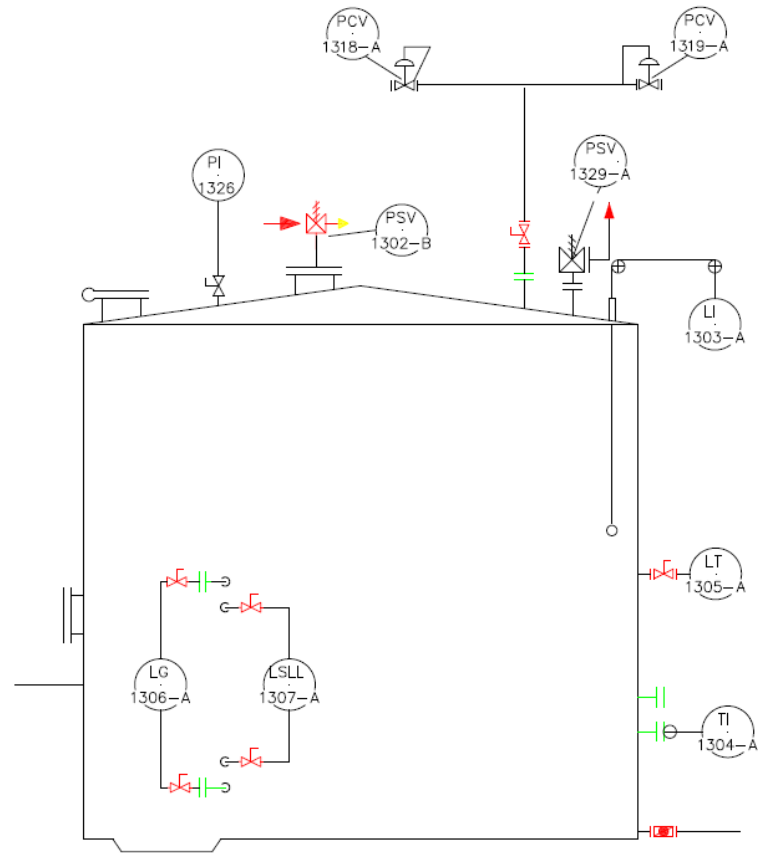 PCV
1318-A
PCV
1319-A
PI
1326
PSV
1329-A
PSV
1302-B
LI
1303-A
LT
1305-A
LG
1306-A
LSLL
1307-A
TI
1304-A